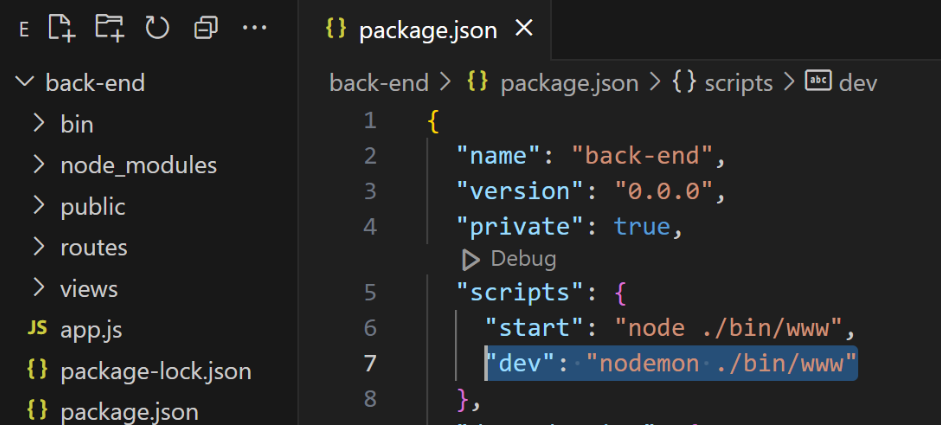 E
package.json
back-end
bin
node_modules
public
routes
views
JS app.js
{} package-lock.json
{} package.json
back-end > {} package.json > {} scripts > abc dev
1 {
2 "name": "back-end",
3 "version": "0.0.0",
4 "private": true,
Debug
5 "scripts": {
6 "start": "node ./bin/www",
7 "dev": "nodemon ./bin/www"
8 },